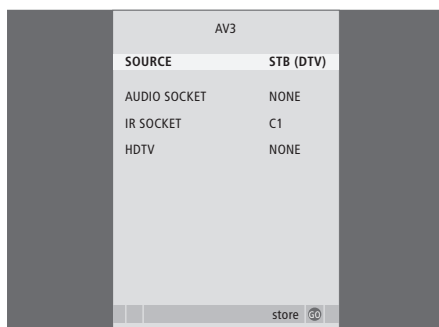 AV3
SOURCE STB (DTV)
AUDIO SOCKET NONE
IR SOCKET C1
HDTV NONE
store GO